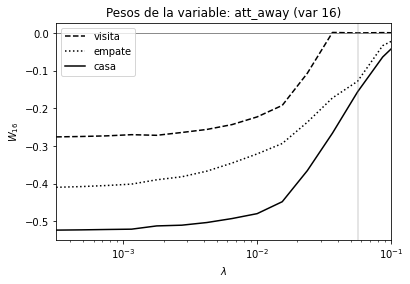 Pesos de la variable: att_away (var 16)
visita
empate
casa
0.0
−0.1
−0.2
−0.3
−0.4
−0.5
W₁₆
10⁻³
10⁻²
10⁻¹
λ